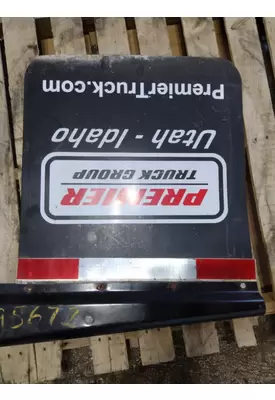 PREMIER
TRUCK GROUP
Utah - Idaho
PremierTruck.com